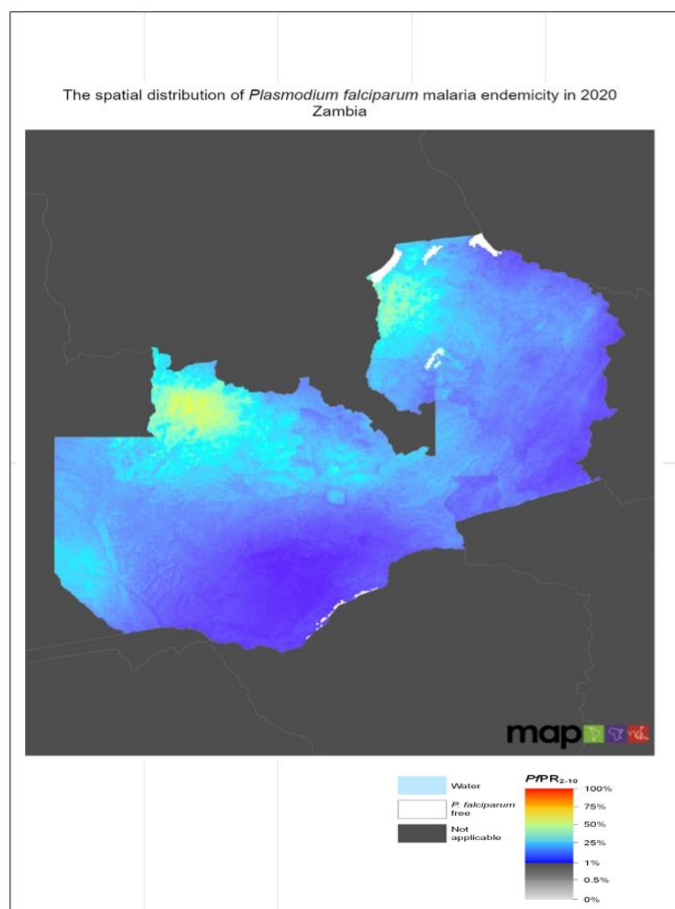 The spatial distribution of Plasmodium falciparum malaria endemicity in 2020
Zambia
map
Water
P. falciparum
free
Not
applicable
PfPR2-10
100%
75%
50%
25%
1%
0.5%
0%